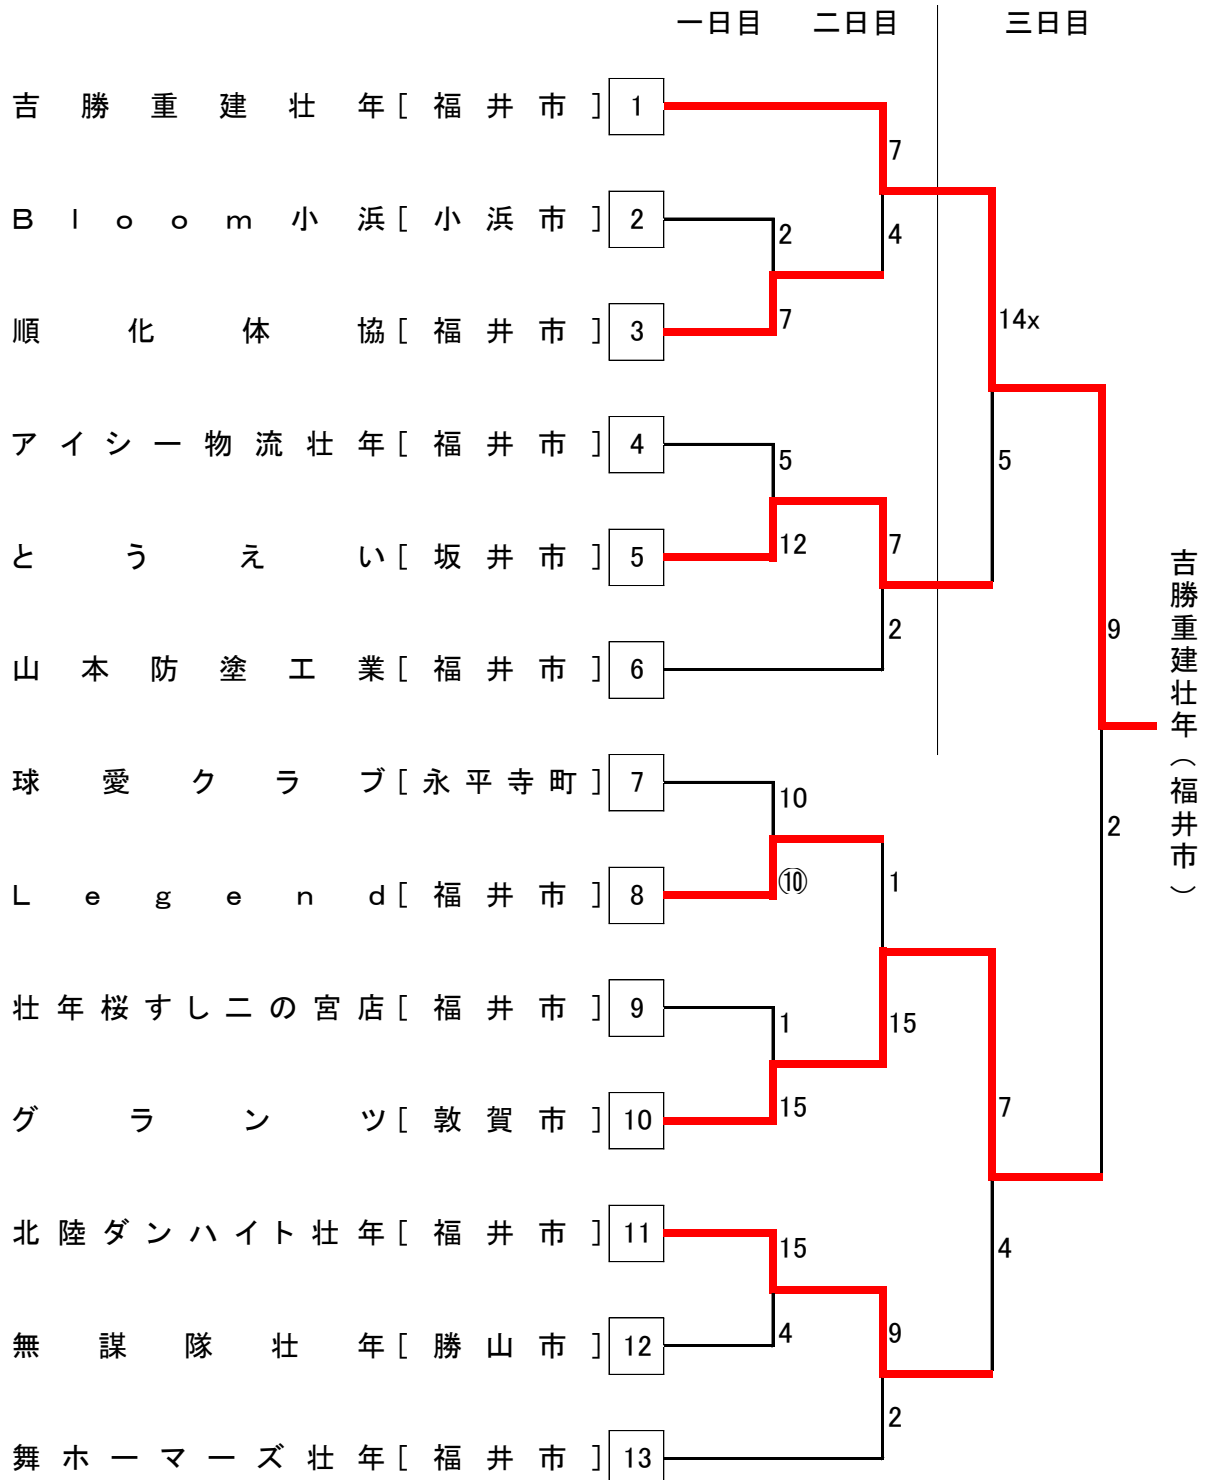 一日目 二日目 三日目
吉勝重建壮年[福井市] 1
7
Bloom小浜[小浜市] 2
2
4
順化体協[福井市] 3
7
14x
アイシー物流壮年[福井市] 4
5
5
とうえい[坂井市] 5
12
7
山本防塗工業[福井市] 6
2
9
吉勝重建壮年(福井市)
球愛クラブ[永平寺町] 7
10
2
Legend[福井市] 8
⑩
1
壮年桜すし二の宮店[福井市] 9
1
15
グランツ[敦賀市] 10
15
7
北陸ダンハイト壮年[福井市] 11
15
4
無謀隊壮年[勝山市] 12
4
9
2
舞ホーマーズ壮年[福井市] 13